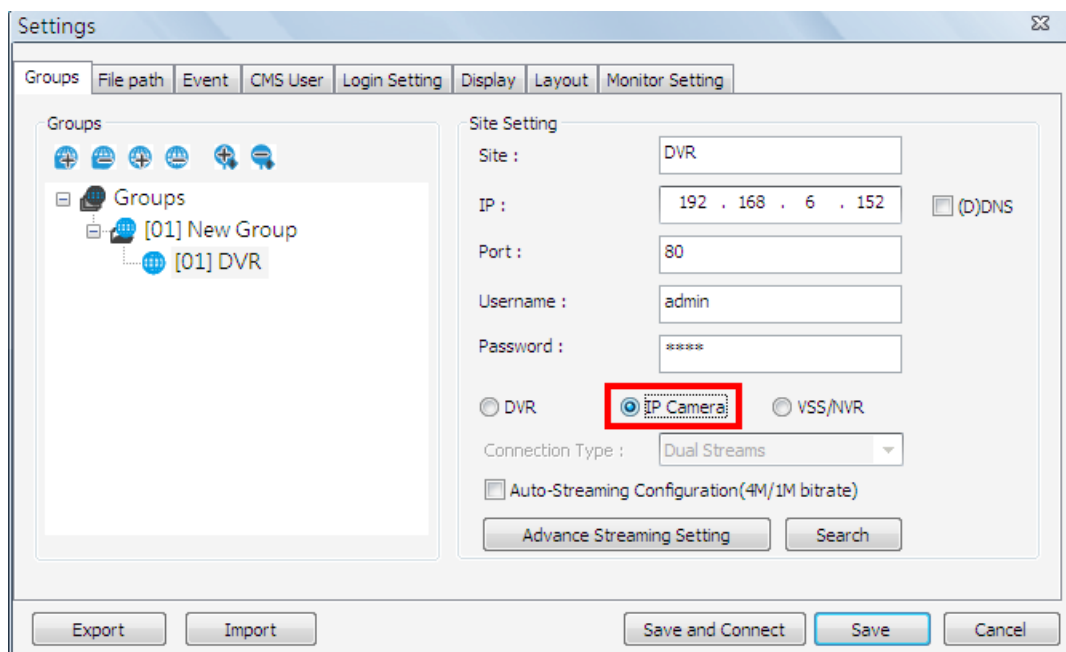 Settings
Groups File path Event CMS User Login Setting Display Layout Monitor Setting
Groups
Groups
[01] New Group
[01] DVR
Site Setting
Site : DVR
IP : 192 . 168 . 6 . 152 (D)DNS
Port : 80
Username : admin
Password : ****
DVR IP Camera VSS/NVR
Connection Type : Dual Streams
Auto-Streaming Configuration(4M/1M bitrate)
Advance Streaming Setting Search
Export Import Save and Connect Save Cancel